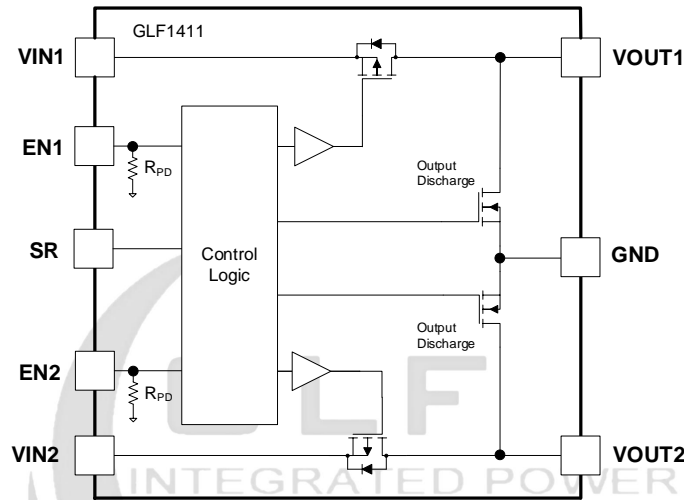 GLF1411
VIN1
VOUT1
EN1
RPD
Output
Discharge
SR
Control
Logic
GND
Output
Discharge
EN2
RPD
VIN2
VOUT2
GLF
INTEGRATED POWER